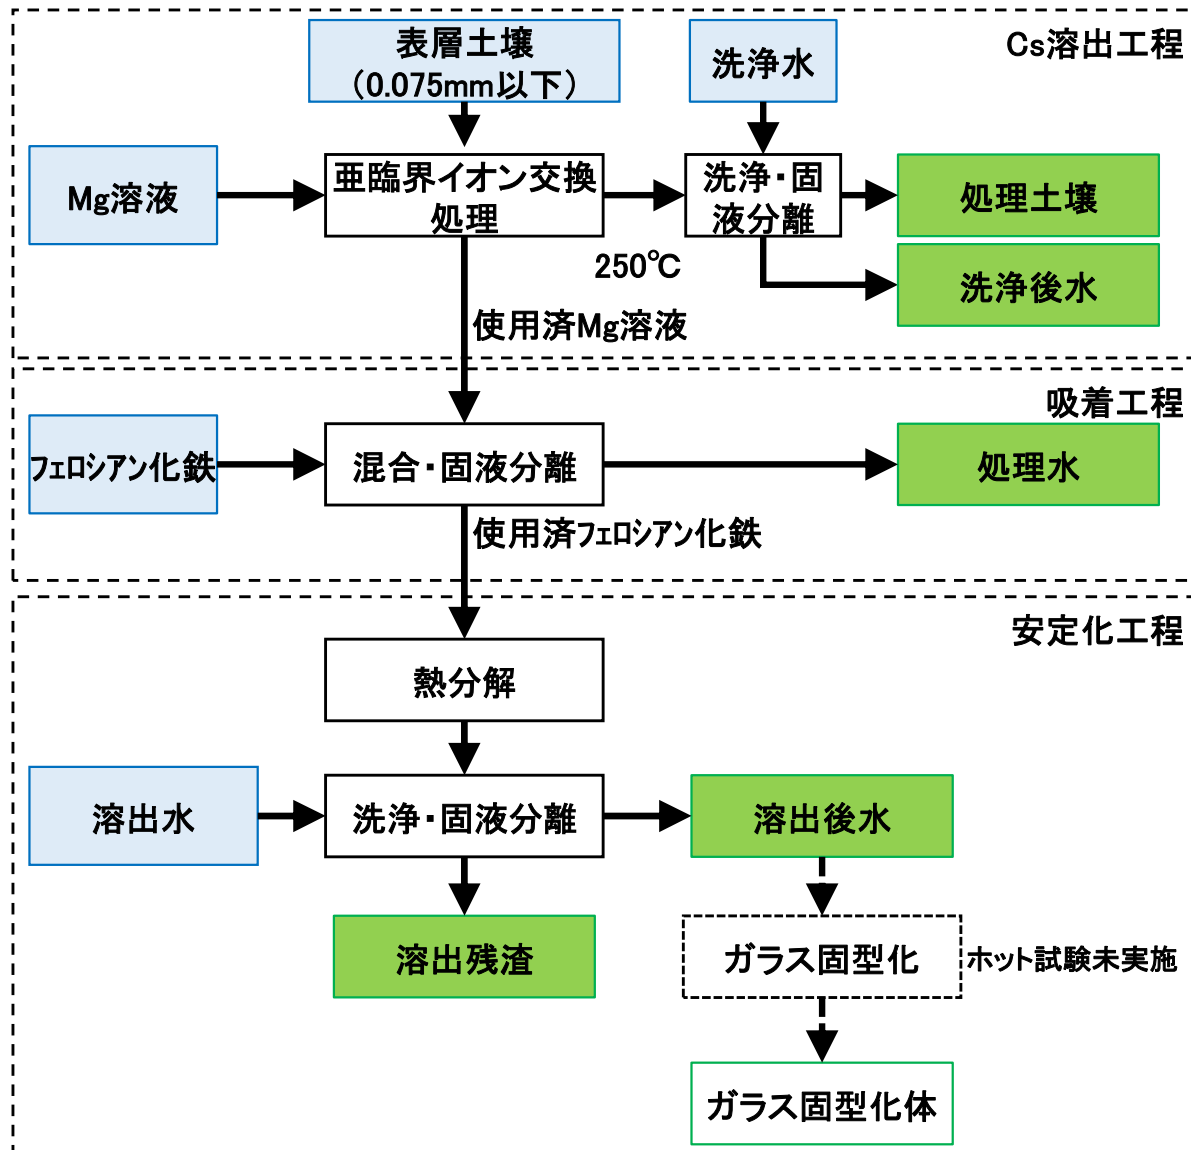 Cs溶出工程
表層土壌
（0.075mm以下）
洗浄水
Mg溶液
亜臨界イオン交換
処理
洗浄・固
液分離
処理土壌
250℃
洗浄後水
使用済Mg溶液
吸着工程
フェロシアン化鉄
混合・固液分離
処理水
使用済フェロシアン化鉄
安定化工程
熱分解
溶出水
洗浄・固液分離
溶出後水
溶出残渣
ガラス固型化
ホット試験未実施
ガラス固型化体